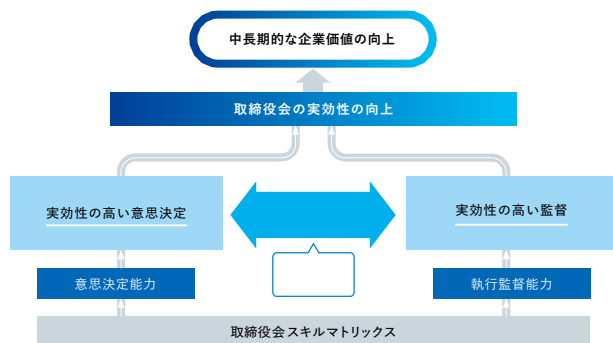 中長期的な企業価値の向上
取締役会の実効性の向上
実効性の高い意思決定
実効性の高い監督
意思決定能力
執行監督能力
取締役会スキルマトリックス